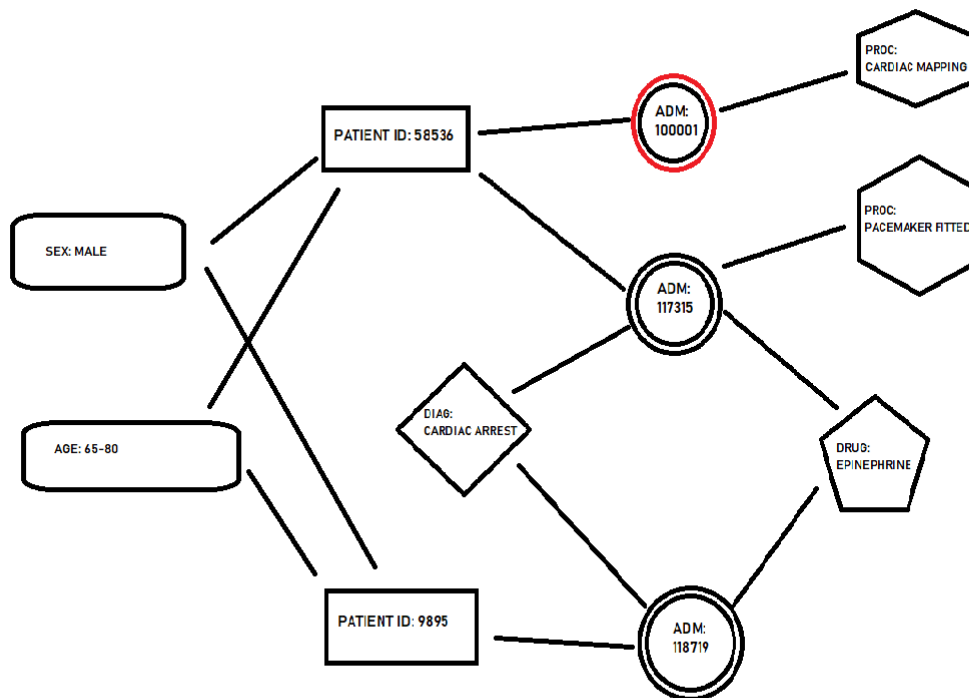 PROC:
CARDIAC MAPPING
ADM:
100001
PATIENT ID: 58536
PROC:
PACEMAKER FITTED
SEX: MALE
ADM:
117315
DIAG:
CARDIAC ARREST
AGE: 65-80
DRUG:
EPINEPHRINE
PATIENT ID: 9895
ADM:
118719